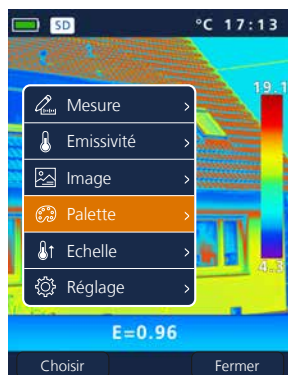 SD °C 17:13
19.1
Mesure
Emissivité
Image
Palette
Echelle
Réglage
4.3
E=0.96
Choisir Fermer